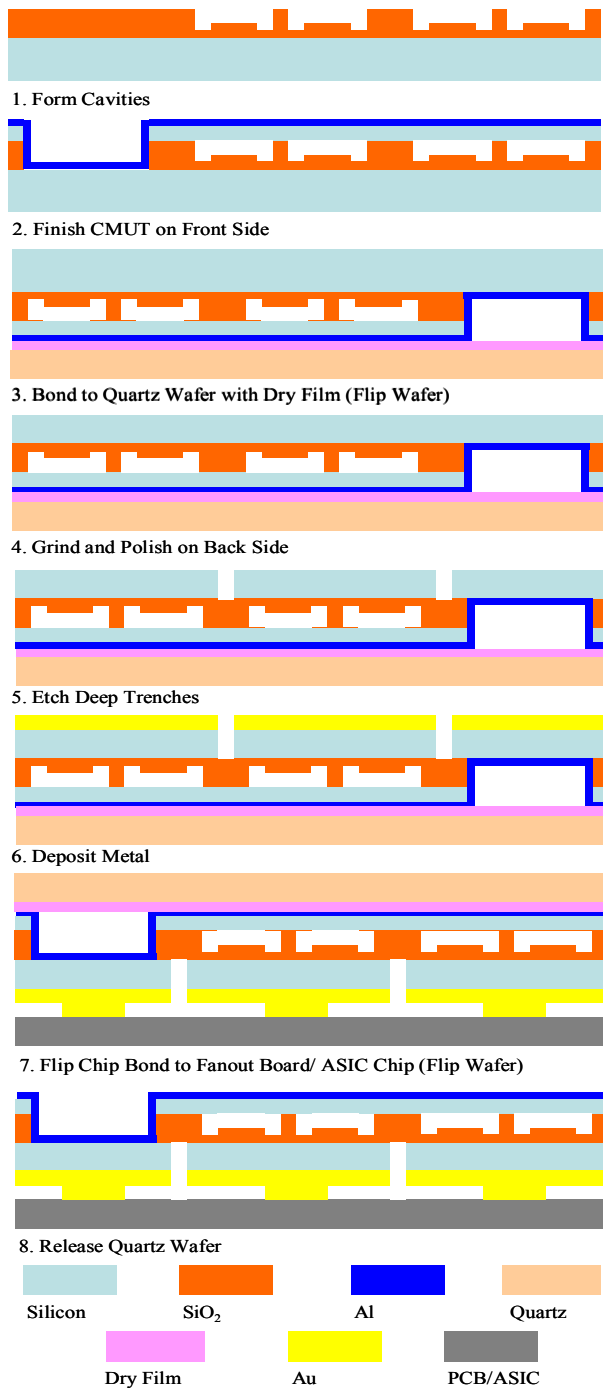 1. Form Cavities
2. Finish CMUT on Front Side
3. Bond to Quartz Wafer with Dry Film (Flip Wafer)
4. Grind and Polish on Back Side
5. Etch Deep Trenches
6. Deposit Metal
7. Flip Chip Bond to Fanout Board/ ASIC Chip (Flip Wafer)
8. Release Quartz Wafer
Silicon SiO₂ Al Quartz
Dry Film Au PCB/ASIC